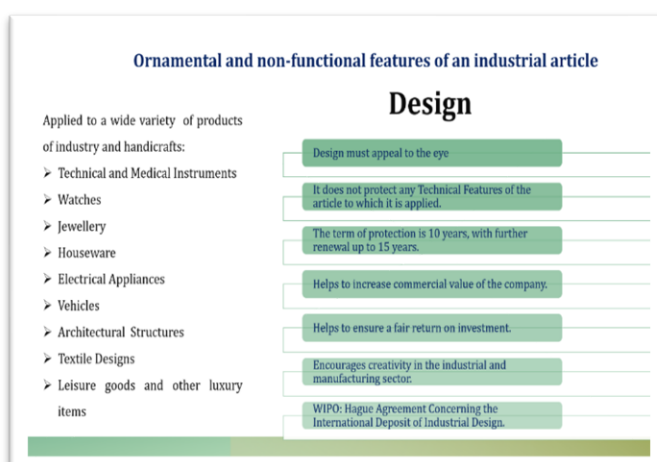 Ornamental and non-functional features of an industrial article
Design
Applied to a wide variety of products
of industry and handicrafts:
➢ Technical and Medical Instruments
➢ Watches
➢ Jewellery
➢ Houseware
➢ Electrical Appliances
➢ Vehicles
➢ Architectural Structures
➢ Textile Designs
➢ Leisure goods and other luxury
items
Design must appeal to the eye
It does not protect any Technical Features of the
article to which it is applied.
The term of protection is 10 years, with further
renewal up to 15 years.
Helps to increase commercial value of the company.
Helps to ensure a fair return on investment.
Encourages creativity in the industrial and
manufacturing sector.
WIPO: Hague Agreement Concerning the
International Deposit of Industrial Design.